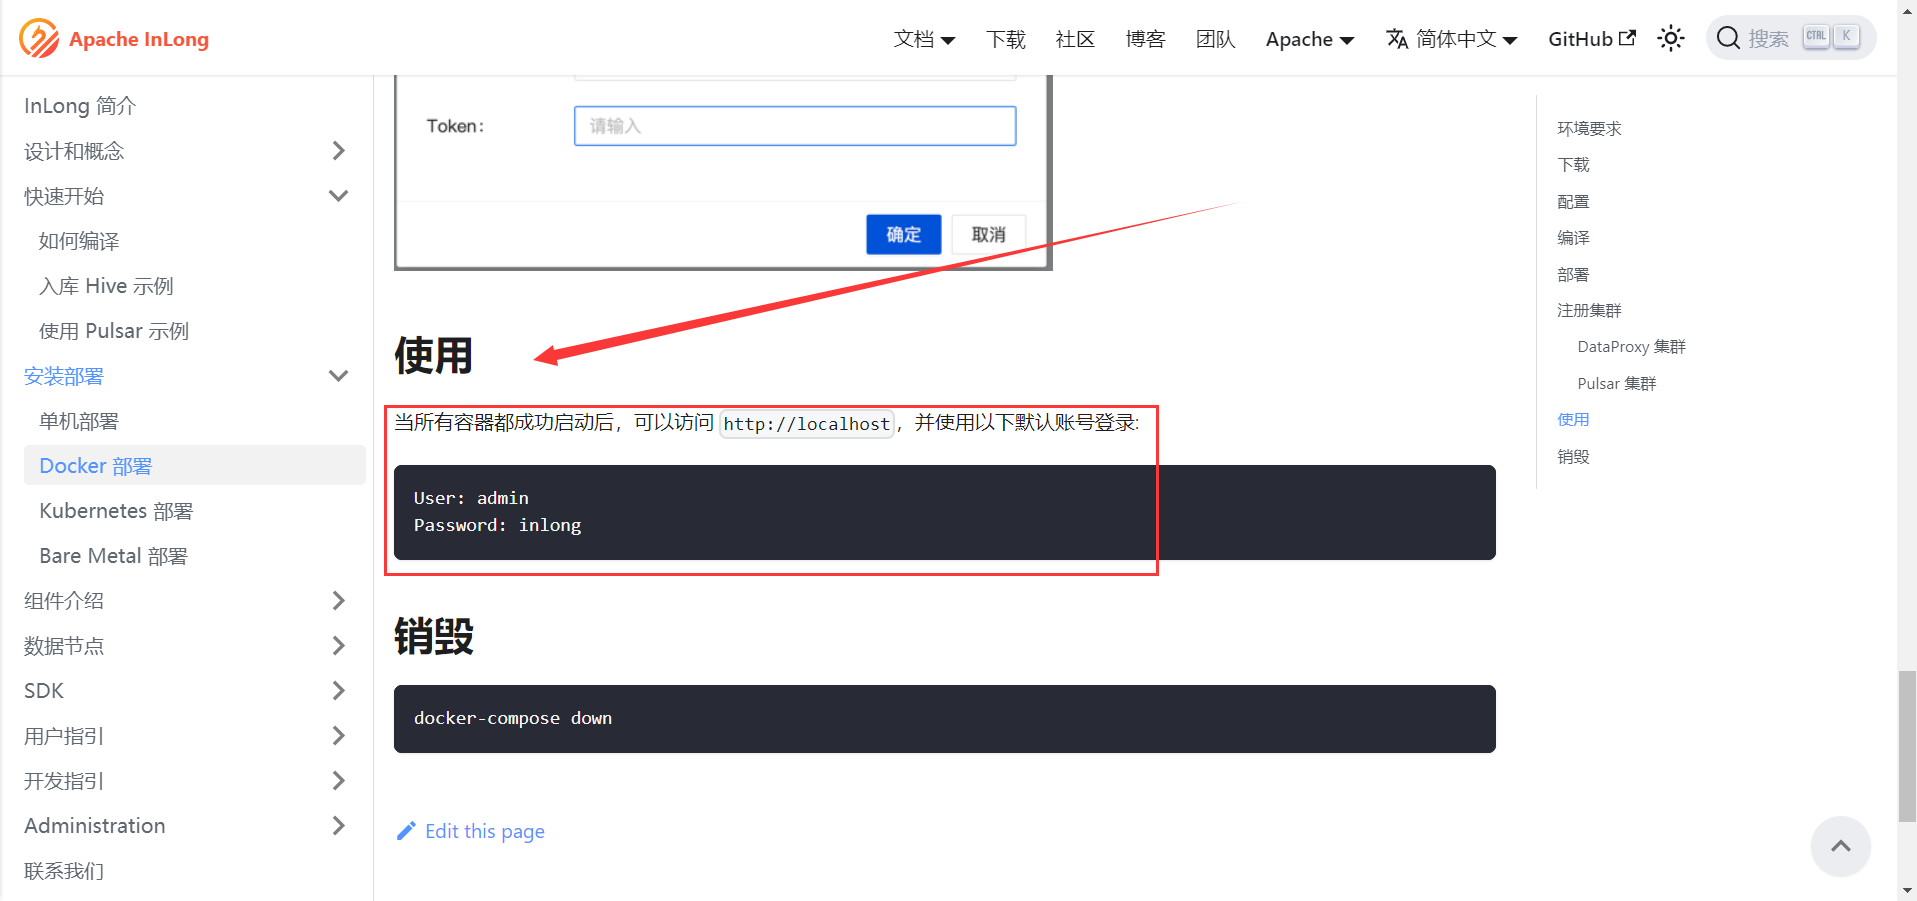 Apache InLong
文档
下载
社区
博客
团队
Apache
简体中文
GitHub
搜索
CTRL
K
InLong 简介
设计和概念
快速开始
如何编译
入库 Hive 示例
使用 Pulsar 示例
安装部署
单机部署
Docker 部署
Kubernetes 部署
Bare Metal 部署
组件介绍
数据节点
SDK
用户指引
开发指引
Administration
联系我们
Token:
请输入
确定
取消
使用
当所有容器都成功启动后，可以访问 http://localhost，并使用以下默认账号登录:
User: admin
Password: inlong
销毁
docker-compose down
Edit this page
环境要求
下载
配置
编译
部署
注册集群
DataProxy 集群
Pulsar 集群
使用
销毁